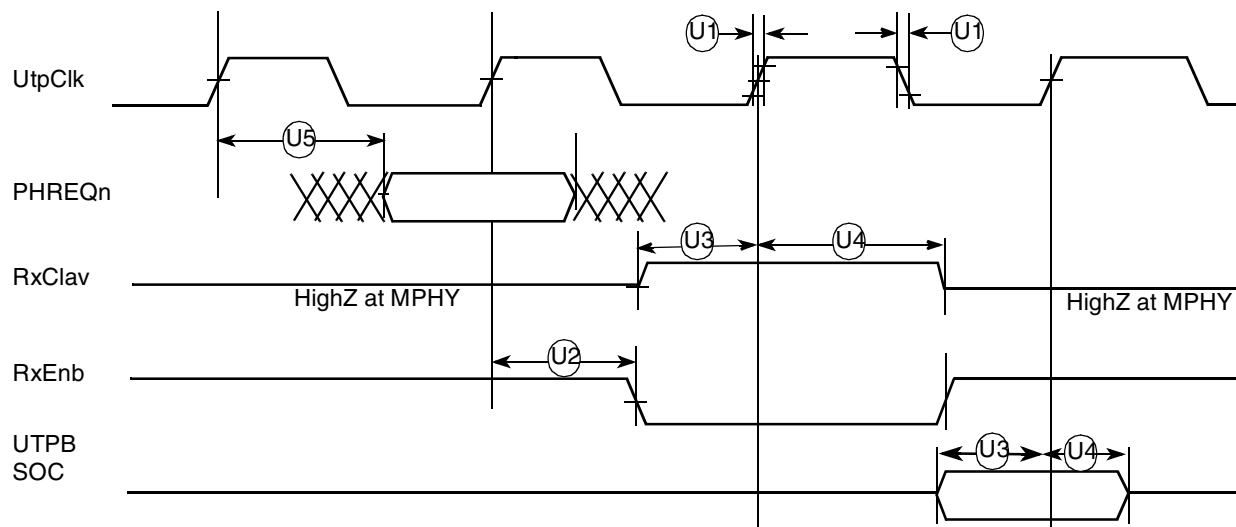 U1
U1
UtpClk
U5
PHREQn
U3
U4
RxClav
HighZ at MPHY
HighZ at MPHY
U2
RxEnb
UTPB
SOC
U3
U4